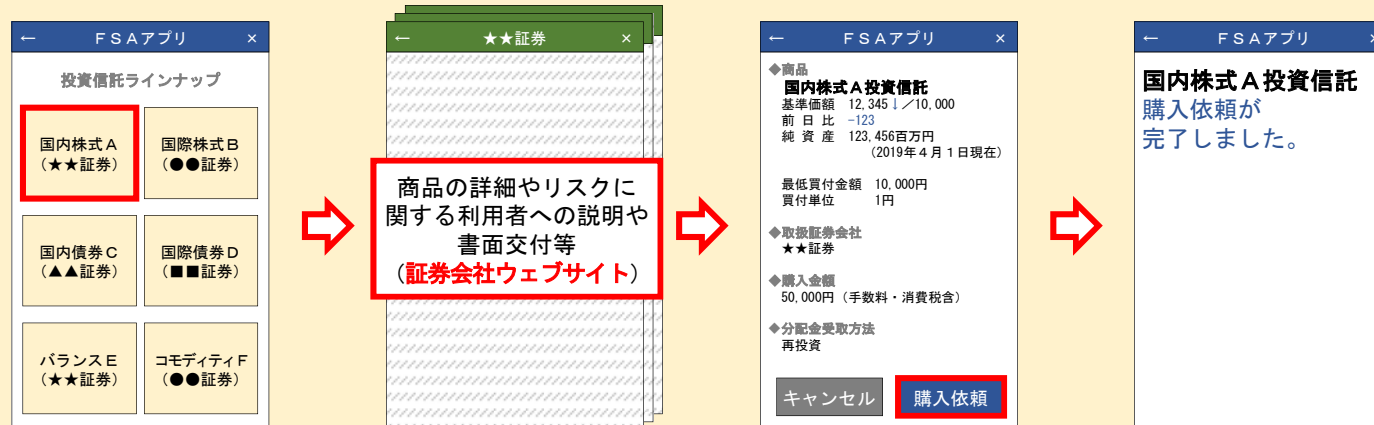 ← FSAアプリ ×
投資信託ラインナップ
国内株式A
(★★証券)
国際株式B
(●●証券)
国内債券C
(▲▲証券)
国際債券D
(■■証券)
バランスE
(★★証券)
コモディティF
(●●証券)
← ★★証券 ×
商品の詳細やリスクに
関する利用者への説明や
書面交付等
(証券会社ウェブサイト)
← FSAアプリ ×
◆商品
国内株式A投資信託
基準価額 12,345↓/10,000
前日比 -123
純資産 123,456百万円
(2019年4月1日現在)
最低買付金額 10,000円
買付単位 1円
◆取扱証券会社
★★証券
◆購入金額
50,000円(手数料・消費税含)
◆分配金受取方法
再投資
キャンセル 購入依頼
← FSAアプリ ×
国内株式A投資信託
購入依頼が
完了しました。